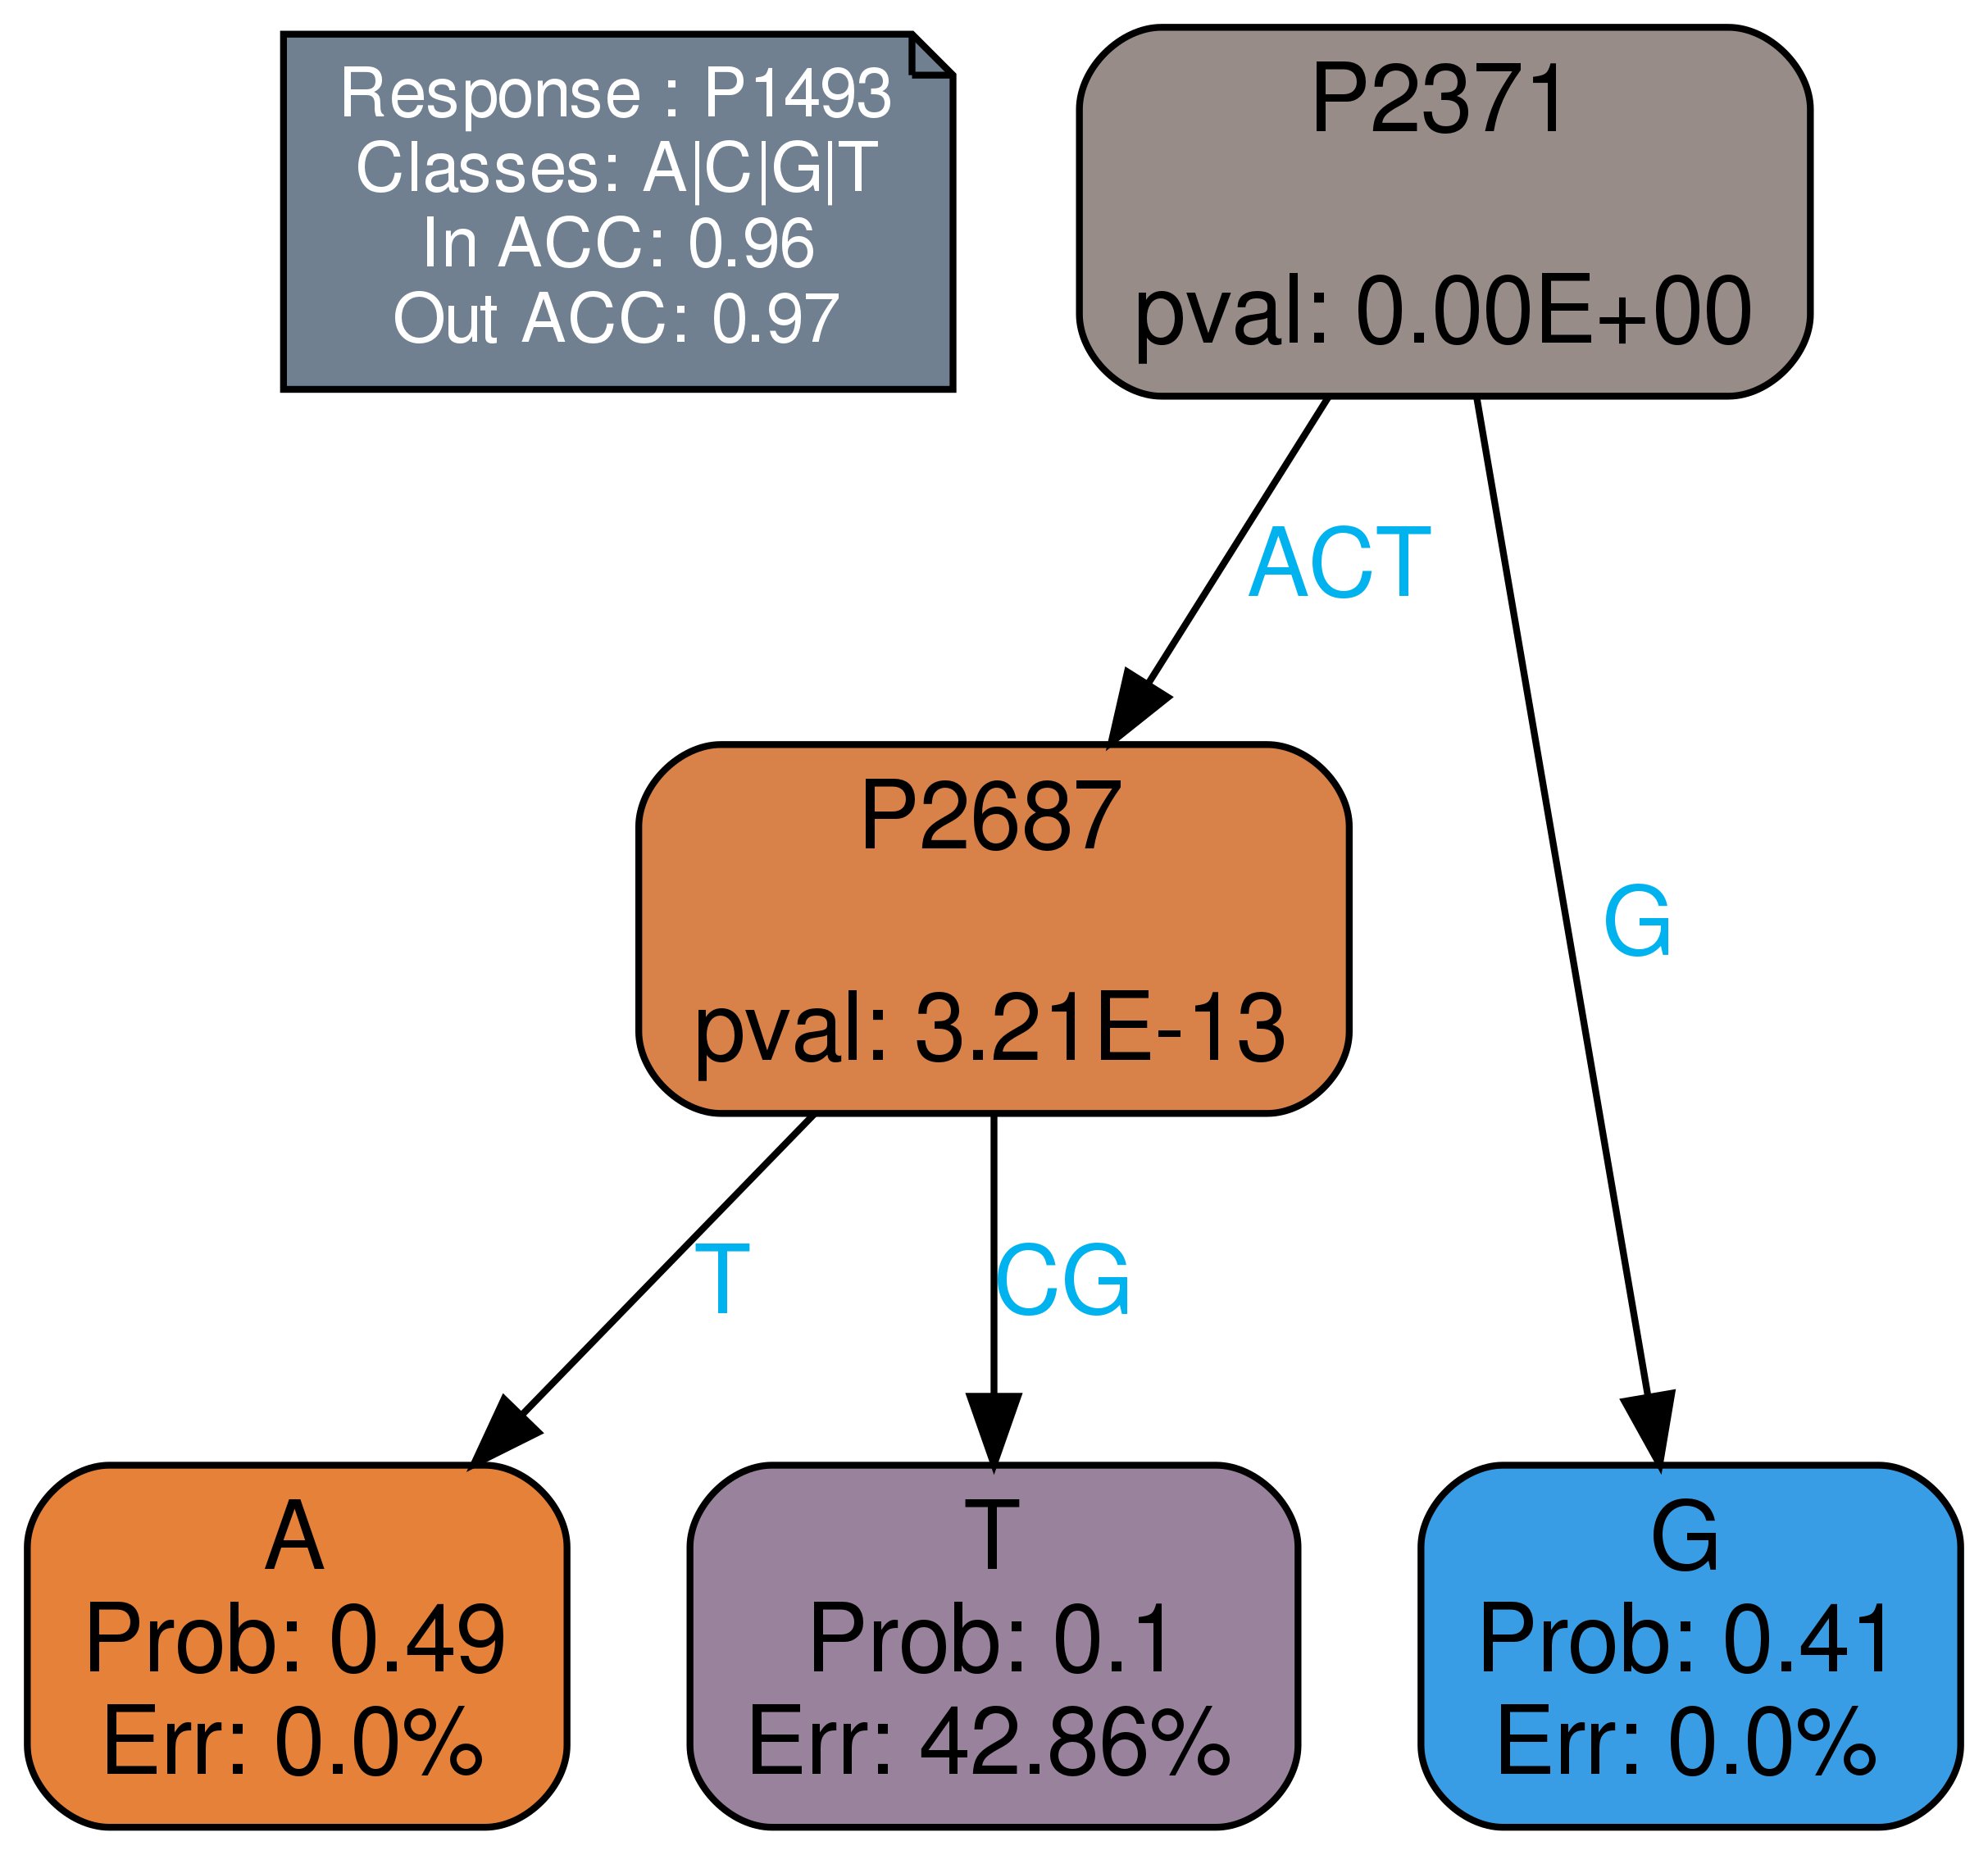 Response : P1493
Classes: A|C|G|T
In ACC: 0.96
Out ACC: 0.97
P2371
pval: 0.00E+00
ACT
G
P2687
pval: 3.21E-13
T
CG
A
Prob: 0.49
Err: 0.0%
T
Prob: 0.1
Err: 42.86%
G
Prob: 0.41
Err: 0.0%